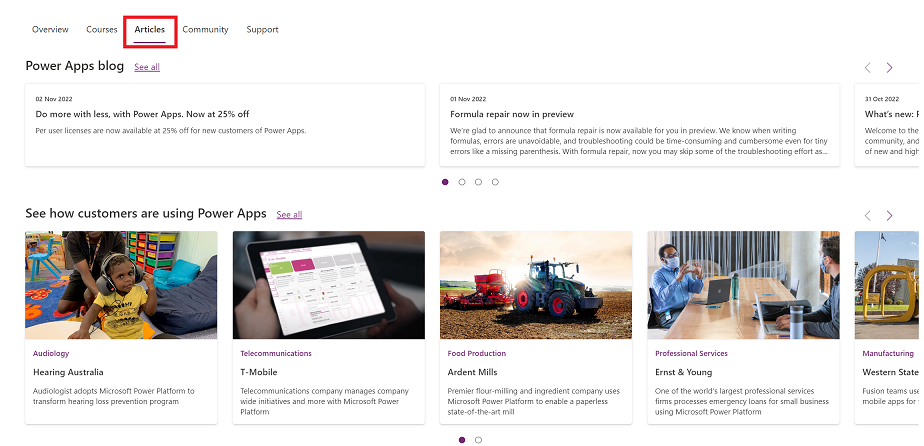 Overview Courses Articles Community Support
Power Apps blog See all
02 Nov 2022
Do more with less, with Power Apps. Now at 25% off
Per user licenses are now available at 25% off for new customers of Power Apps.
01 Nov 2022
Formula repair now in preview
We're glad to announce that formula repair is now available for you in preview. We know when writing
formulas, errors are unavoidable, and troubleshooting could be time-consuming and cumbersome even for tiny
errors like a missing parenthesis. With formula repair, now you may skip some of the troubleshooting effort as...
31 Oct 2022
What's new: P
Welcome to the
community, and
of new and high
See how customers are using Power Apps See all
Audiology
Hearing Australia
Audiologist adopts Microsoft Power Platform to
transform hearing loss prevention program
Telecommunications
T-Mobile
Telecommunications company manages company
wide initiatives and more with Microsoft Power
Platform
Food Production
Ardent Mills
Premier flour-milling and ingredient company uses
Microsoft Power Platform to enable a paperless
state-of-the-art mill
Professional Services
Ernst & Young
One of the world's largest professional services
firms processes emergency loans for small business
using Microsoft Power Platform
Manufacturing
Western State
Fusion teams use
mobile apps for